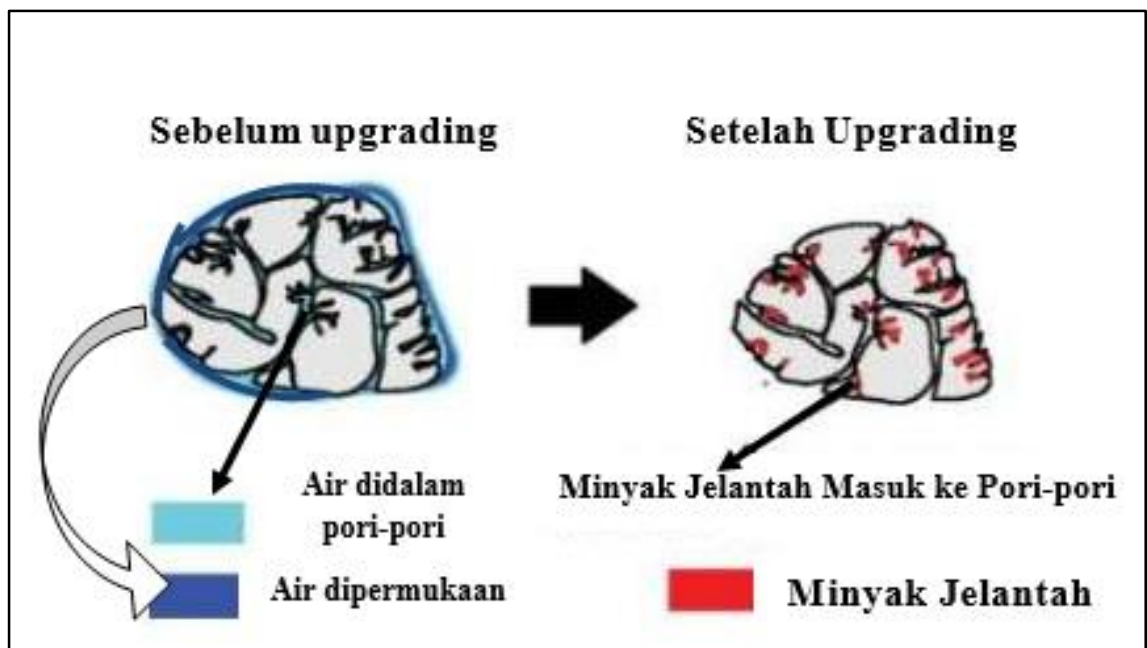 Sebelum upgrading
Setelah Upgrading
Air didalam
pori-pori
Air dipermukaan
Minyak Jelantah Masuk ke Pori-pori
Minyak Jelantah